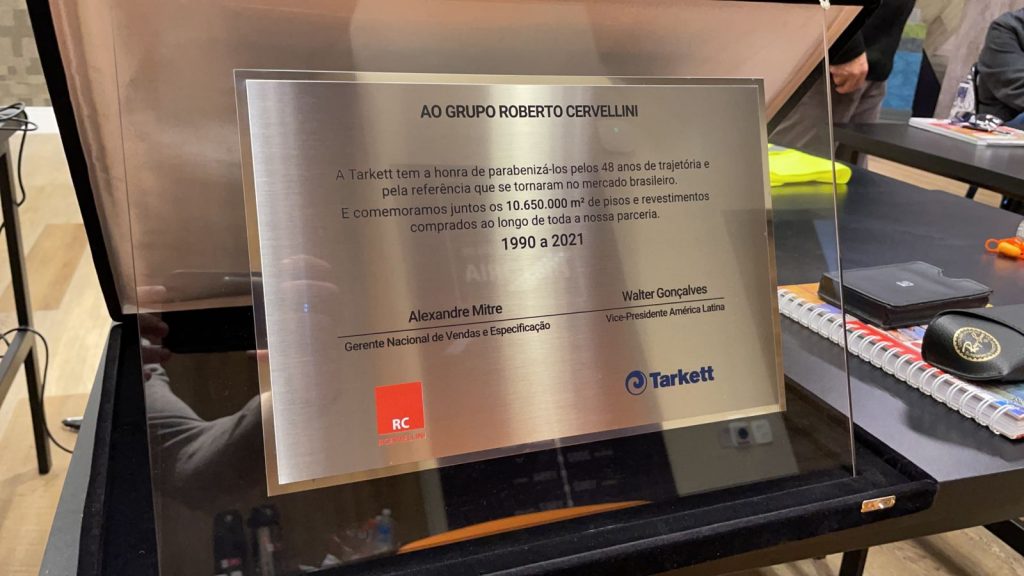 AO GRUPO ROBERTO CERVELLINI
A Tarkett tem a honra de parabenizá-los pelos 48 anos de trajetória e
pela referência que se tornaram no mercado brasileiro.
E comemoramos juntos os 10.650.000 m² de pisos e revestimentos
comprados ao longo de toda a nossa parceria.
1990 a 2021
Alexandre Mitre
Gerente Nacional de Vendas e Especificação
Walter Gonçalves
Vice-Presidente América Latina
RC
Tarkett